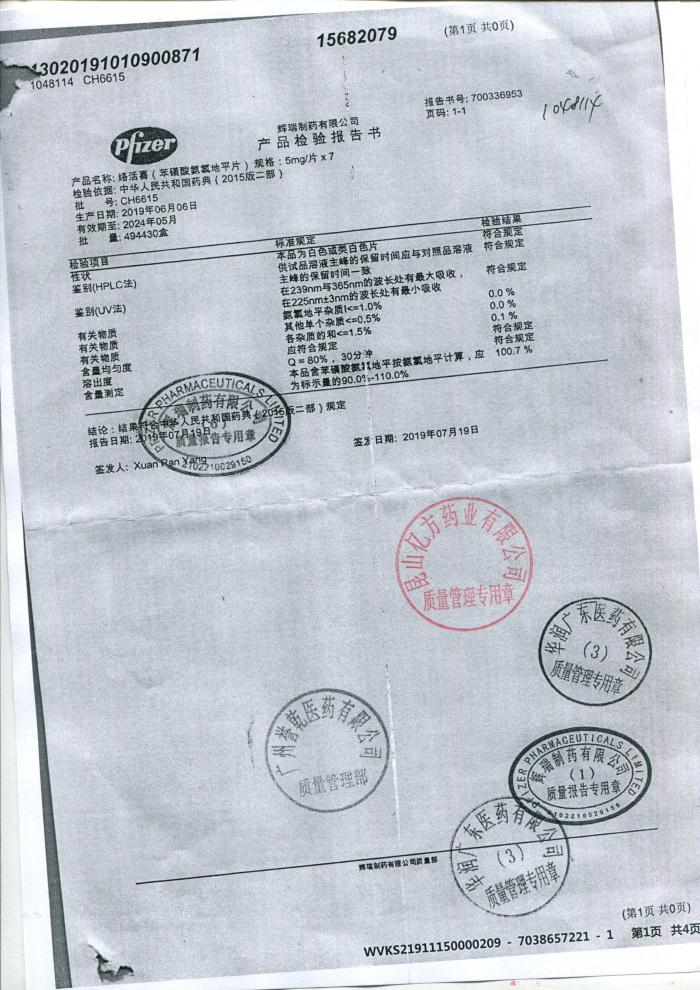 (第1页 共0页)
15682079
13020191010900871
1048114 CH6615
报告书号: 700336953
页码: 1-1
1048114
Pfizer
辉瑞制药有限公司
产品检验报告书
产品名称: 络活喜（苯磺酸氨氯地平片）规格：5mg/片 x 7
检验依据: 中华人民共和国药典（2015版二部）
批 号: CH6615
生产日期: 2019年06月06日
有效期至: 2024年05月
批 量: 494430盒
检验项目 标准规定 检验结果
性状 本品为白色或类白色片 符合规定
鉴别(HPLC法) 供试品溶液主峰的保留时间应与对照品溶液 符合规定
主峰的保留时间一致
鉴别(UV法) 在239nm与365nm的波长处有最大吸收， 符合规定
在225nm±3nm的波长处有最小吸收
有关物质 氨氯地平杂质I<=1.0% 0.0 %
有关物质 其他单个杂质<=0.5% 0.0 %
有关物质 各杂质的和<=1.5% 0.1 %
含量均匀度 应符合规定 符合规定
溶出度 Q = 80%，30分钟 符合规定
含量测定 本品含苯磺酸氨氯地平按氨氯地平计算，应 100.7 %
为标示量的90.0%-110.0%
结论：结果符合中华人民共和国药典（2015版二部）规定
报告日期: 2019年07月19日
签发日期: 2019年07月19日
签发人: Xuan Ran Yang
PFIZER PHARMACEUTICALS LIMITED
辉瑞制药有限公司
质量报告专用章
2102210029150
昆山亿方药业有限公司
质量管理专用章
华润广东医药有限公司
(3)
质量管理专用章
广州誉乾医药有限公司
质量管理部
PFIZER PHARMACEUTICALS LIMITED
辉瑞制药有限公司
(1)
质量报告专用章
2102210029150
华润广东医药有限公司
(3)
质量管理专用章
辉瑞制药有限公司质量部
(第1页 共0页)
WVKS21911150000209 - 7038657221 - 1 第1页 共4页